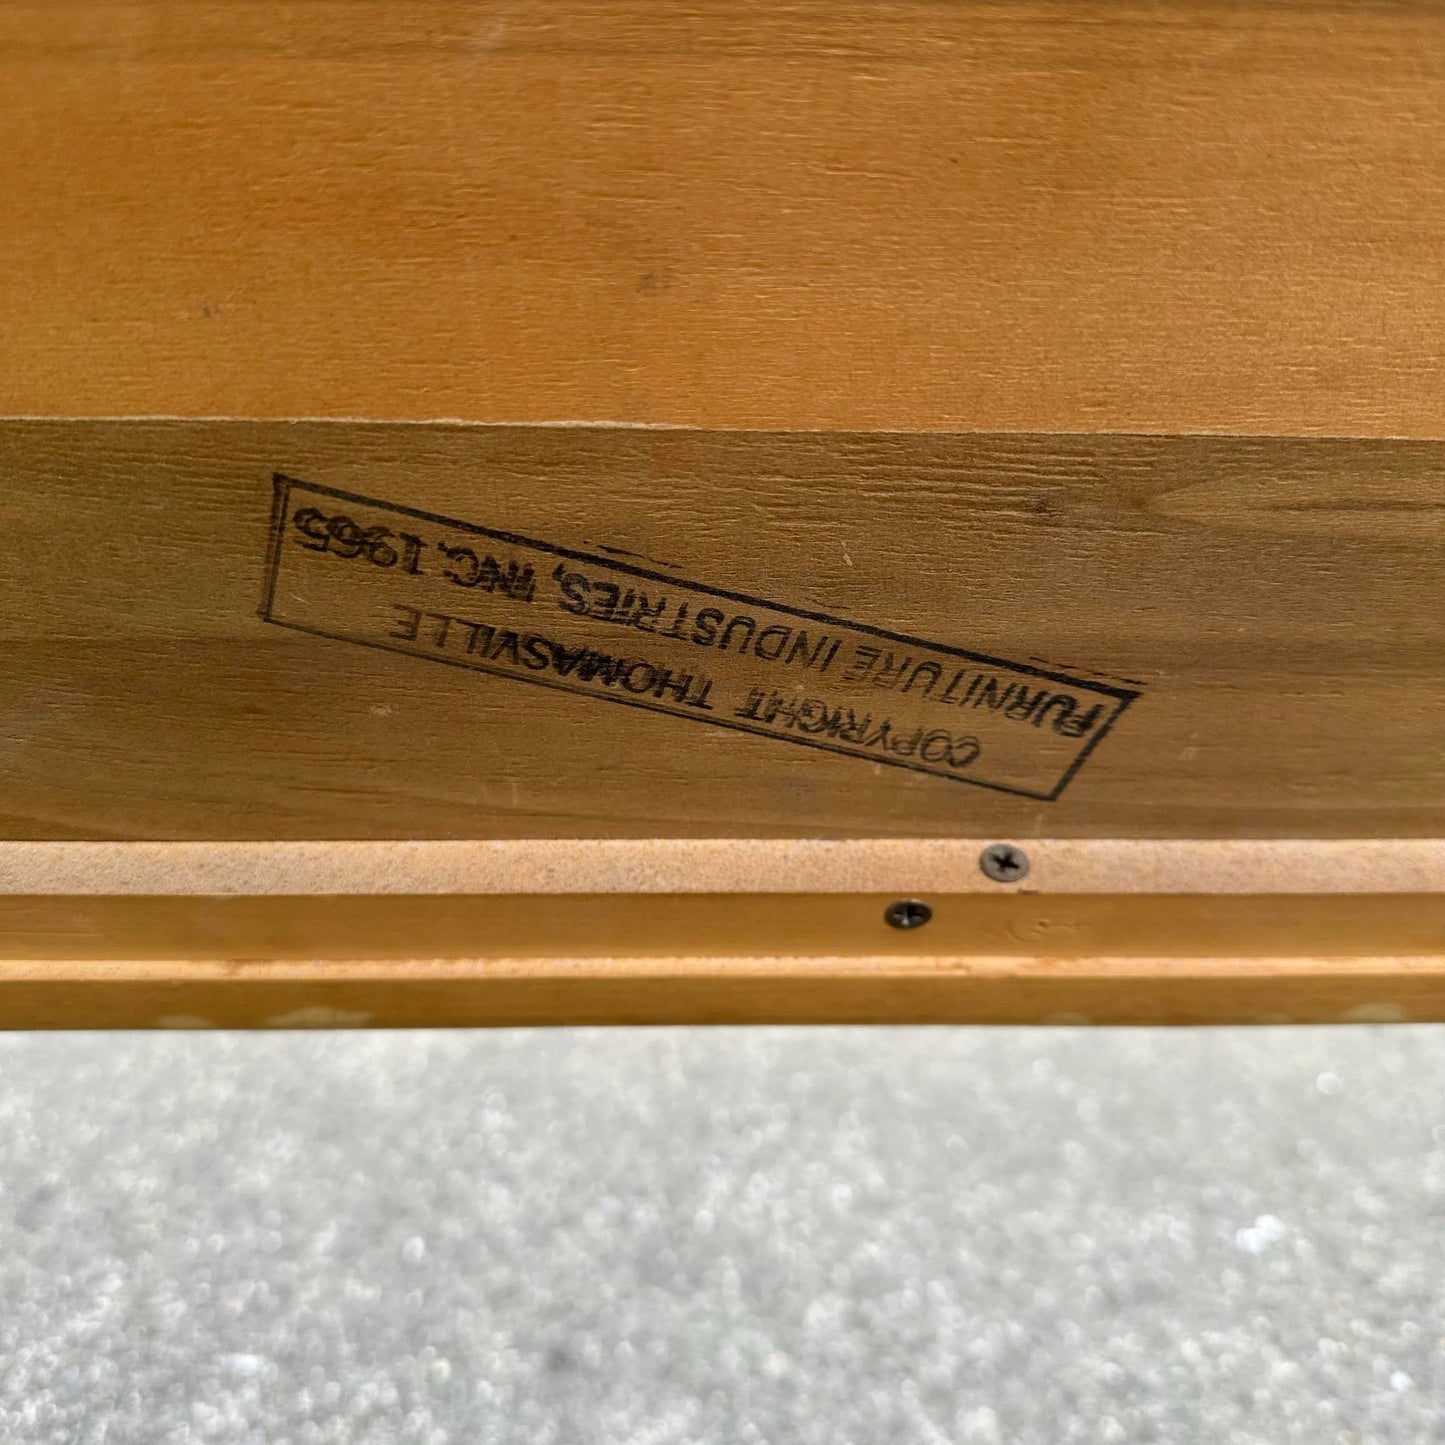 COPYRIGHT THOMASVILLE
FURNITURE INDUSTRIES, INC. 1965